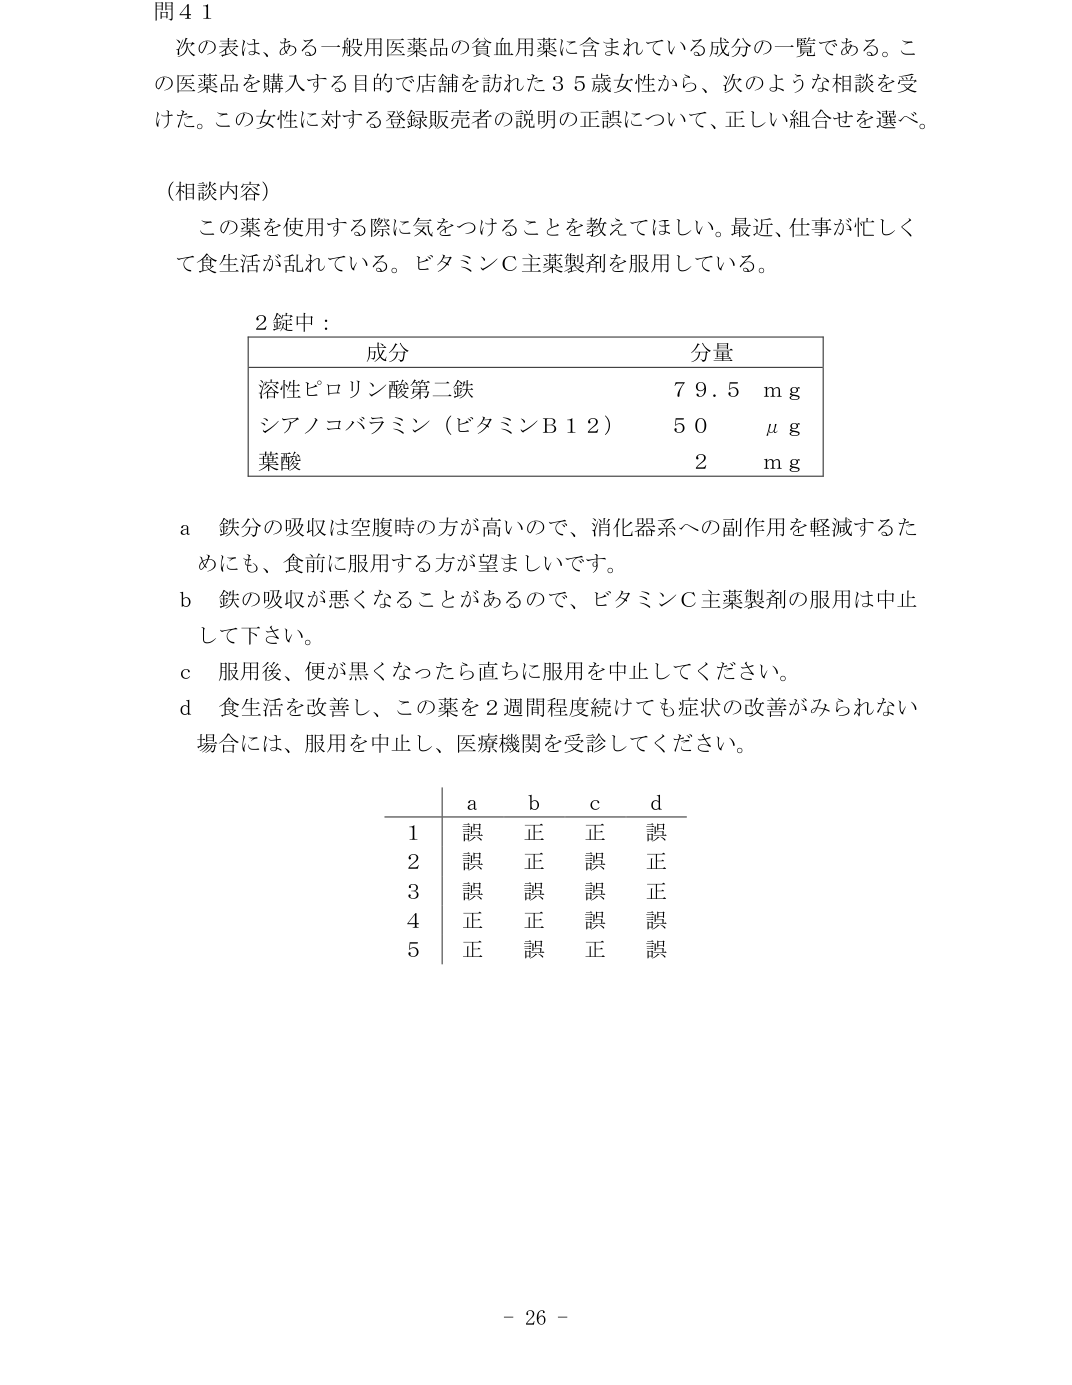 問４１
次の表は、ある一般用医薬品の貧血用薬に含まれている成分の一覧である。こ
の医薬品を購入する目的で店舗を訪れた３５歳女性から、次のような相談を受
けた。この女性に対する登録販売者の説明の正誤について、正しい組合せを選べ。
（相談内容）
この薬を使用する際に気をつけることを教えてほしい。最近、仕事が忙しく
て食生活が乱れている。ビタミンＣ主薬製剤を服用している。
２錠中：
成分 分量
溶性ピロリン酸第二鉄 ７９.５ ｍｇ
シアノコバラミン（ビタミンＢ１２） ５０ μｇ
葉酸 ２ ｍｇ
a 鉄分の吸収は空腹時の方が高いので、消化器系への副作用を軽減するた
めにも、食前に服用する方が望ましいです。
b 鉄の吸収が悪くなることがあるので、ビタミンＣ主薬製剤の服用は中止
して下さい。
c 服用後、便が黒くなったら直ちに服用を中止してください。
d 食生活を改善し、この薬を２週間程度続けても症状の改善がみられない
場合には、服用を中止し、医療機関を受診してください。
a b c d
1 誤 正 正 誤
2 誤 正 誤 正
3 誤 誤 誤 正
4 正 正 誤 誤
5 正 誤 正 誤
- 26 -